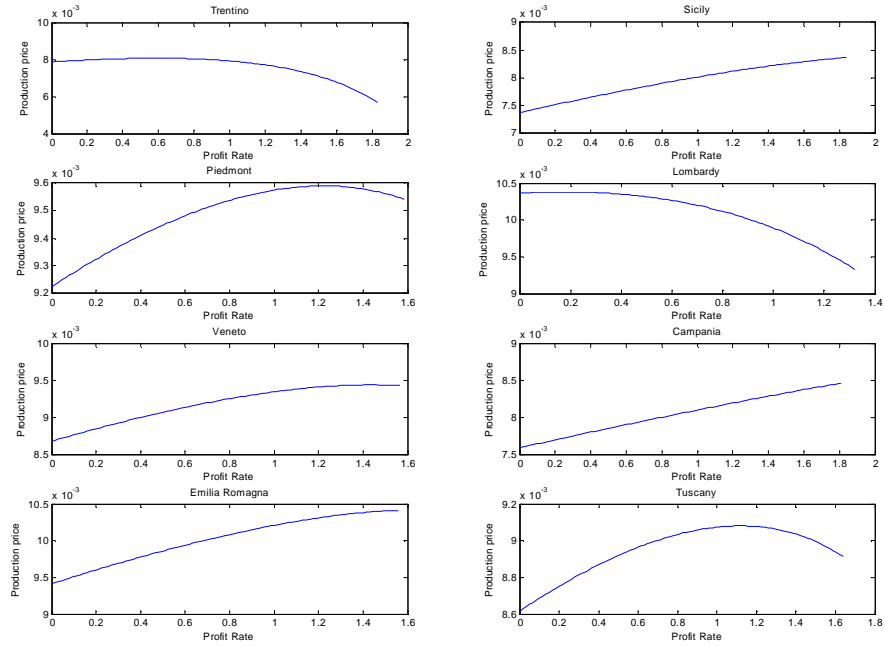 Trentino
x 10^-3
10
8
6
4
Production price
0 0.2 0.4 0.6 0.8 1 1.2 1.4 1.6 1.8 2
Profit Rate
Sicily
x 10^-3
9
8.5
8
7.5
7
Production price
0 0.2 0.4 0.6 0.8 1 1.2 1.4 1.6 1.8 2
Profit Rate
Piedmont
x 10^-3
9.6
9.5
9.4
9.3
9.2
Production price
0 0.2 0.4 0.6 0.8 1 1.2 1.4 1.6
Profit Rate
Lombardy
x 10^-3
10.5
10
9.5
9
Production price
0 0.2 0.4 0.6 0.8 1 1.2 1.4
Profit Rate
Veneto
x 10^-3
10
9.5
9
8.5
Production price
0 0.2 0.4 0.6 0.8 1 1.2 1.4 1.6
Profit Rate
Campania
x 10^-3
9
8.5
8
7.5
Production price
0 0.2 0.4 0.6 0.8 1 1.2 1.4 1.6 1.8 2
Profit Rate
Emilia Romagna
x 10^-3
10.5
10
9.5
9
Production price
0 0.2 0.4 0.6 0.8 1 1.2 1.4 1.6
Profit Rate
Tuscany
x 10^-3
9.2
9
8.8
8.6
Production price
0 0.2 0.4 0.6 0.8 1 1.2 1.4 1.6 1.8
Profit Rate